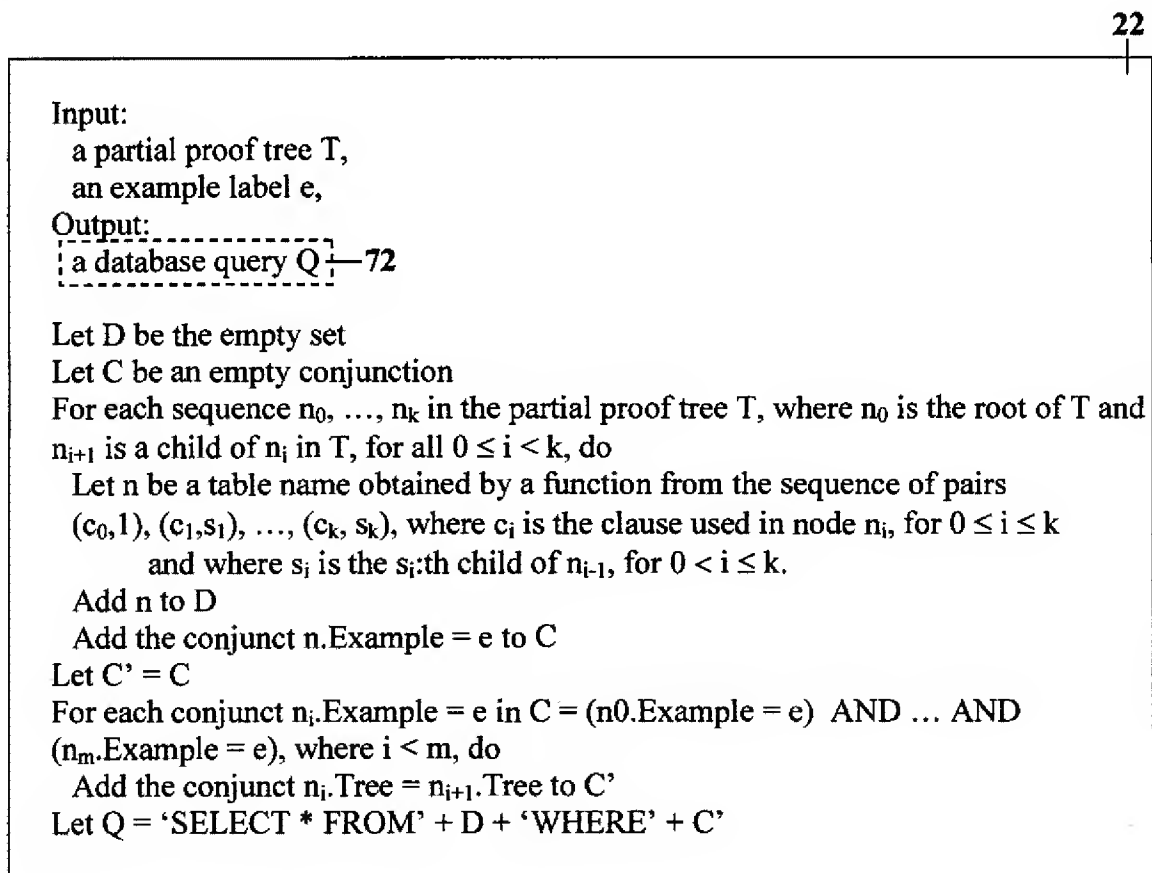 22
Input:
a partial proof tree T,
an example label e,
Output:
a database query Q 72
Let D be the empty set
Let C be an empty conjunction
For each sequence n₀, …, nₖ in the partial proof tree T, where n₀ is the root of T and
nᵢ₊₁ is a child of nᵢ in T, for all 0 ≤ i < k, do
Let n be a table name obtained by a function from the sequence of pairs
(c₀,1), (c₁,s₁), …, (cₖ, sₖ), where cᵢ is the clause used in node nᵢ, for 0 ≤ i ≤ k
and where sᵢ is the sᵢ:th child of nᵢ₋₁, for 0 < i ≤ k.
Add n to D
Add the conjunct n.Example = e to C
Let C’ = C
For each conjunct nᵢ.Example = e in C = (n0.Example = e) AND … AND
(nₘ.Example = e), where i < m, do
Add the conjunct nᵢ.Tree = nᵢ₊₁.Tree to C’
Let Q = ‘SELECT * FROM’ + D + ‘WHERE’ + C’